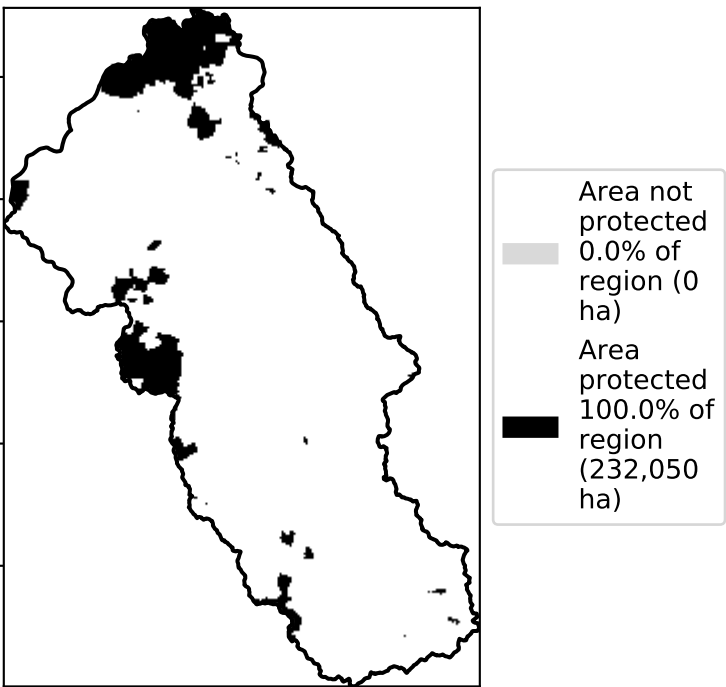 Area not
protected
0.0% of
region (0
ha)
Area
protected
100.0% of
region
(232,050
ha)